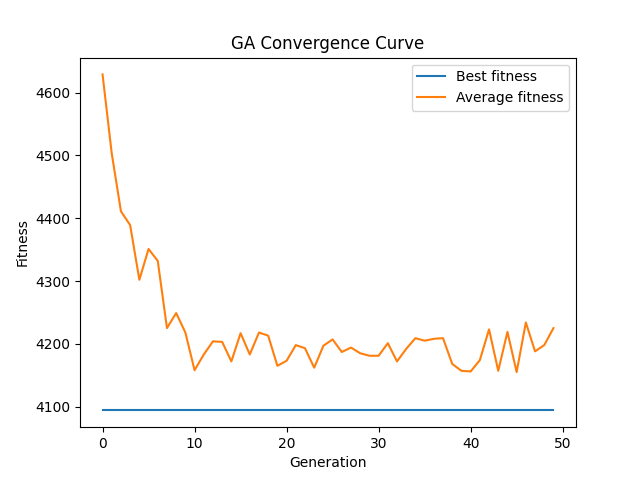 GA Convergence Curve
Best fitness
Average fitness
4600
4500
4400
4300
4200
4100
Fitness
0 10 20 30 40 50
Generation